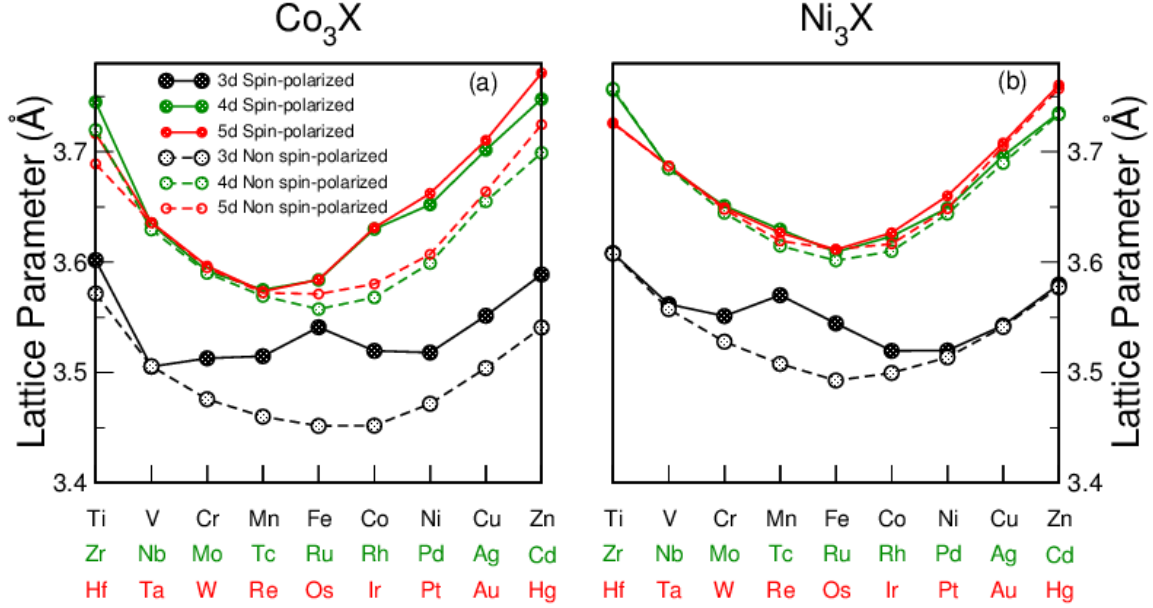 Co3X
Ni3X
(a)
(b)
3d Spin-polarized
4d Spin-polarized
5d Spin-polarized
3d Non spin-polarized
4d Non spin-polarized
5d Non spin-polarized
Lattice Parameter (Å)
3.7
3.6
3.5
3.4
3.7
3.6
3.5
3.4
Lattice Parameter (Å)
Ti V Cr Mn Fe Co Ni Cu Zn
Zr Nb Mo Tc Ru Rh Pd Ag Cd
Hf Ta W Re Os Ir Pt Au Hg
Ti V Cr Mn Fe Co Ni Cu Zn
Zr Nb Mo Tc Ru Rh Pd Ag Cd
Hf Ta W Re Os Ir Pt Au Hg